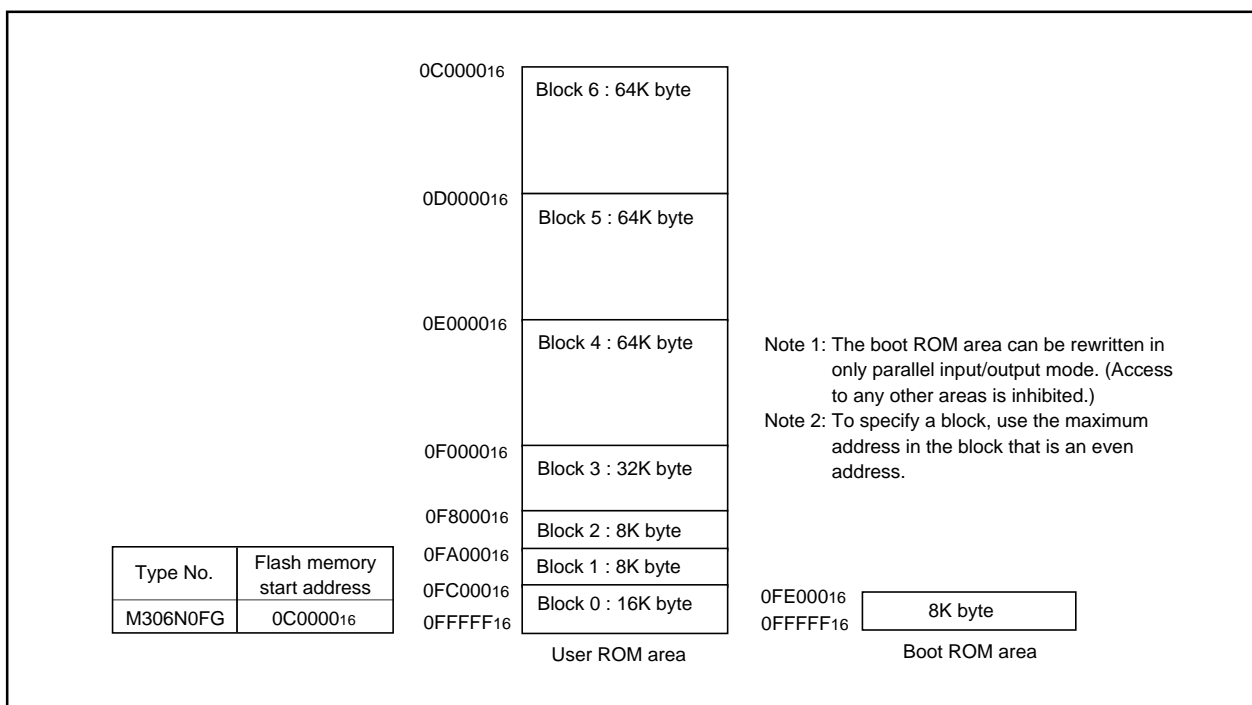 0C000016
Block 6 : 64K byte
0D000016
Block 5 : 64K byte
0E000016
Block 4 : 64K byte
0F000016
Block 3 : 32K byte
0F800016
Block 2 : 8K byte
0FA00016
Block 1 : 8K byte
0FC00016
Block 0 : 16K byte
0FFFFF16
User ROM area
Note 1: The boot ROM area can be rewritten in
only parallel input/output mode. (Access
to any other areas is inhibited.)
Note 2: To specify a block, use the maximum
address in the block that is an even
address.
Type No.
Flash memory
start address
M306N0FG
0C000016
0FE00016
8K byte
0FFFFF16
Boot ROM area